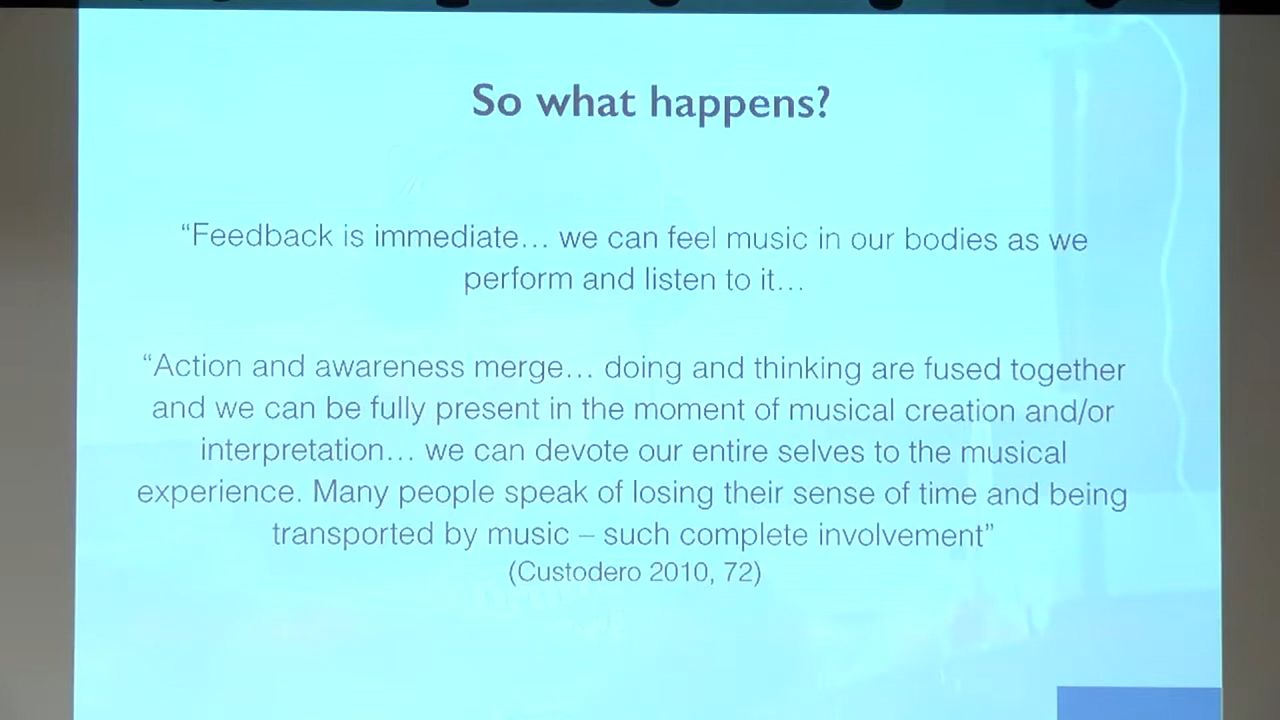 So what happens?
“Feedback is immediate… we can feel music in our bodies as we
perform and listen to it…
“Action and awareness merge… doing and thinking are fused together
and we can be fully present in the moment of musical creation and/or
interpretation… we can devote our entire selves to the musical
experience. Many people speak of losing their sense of time and being
transported by music – such complete involvement”
(Custodero 2010, 72)